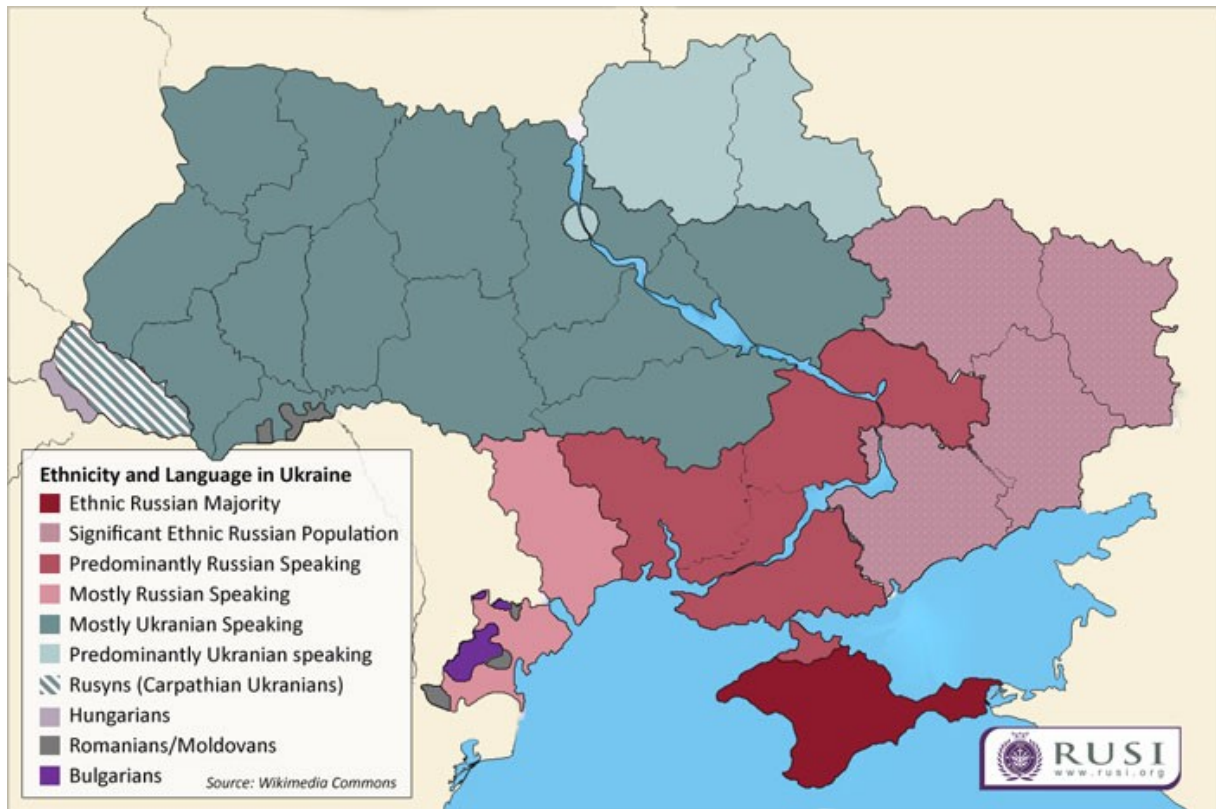 Ethnicity and Language in Ukraine
Ethnic Russian Majority
Significant Ethnic Russian Population
Predominantly Russian Speaking
Mostly Russian Speaking
Mostly Ukranian Speaking
Predominantly Ukranian speaking
Rusyns (Carpathian Ukranians)
Hungarians
Romanians/Moldovans
Bulgarians
Source: Wikimedia Commons
RUSI
www.rusi.org